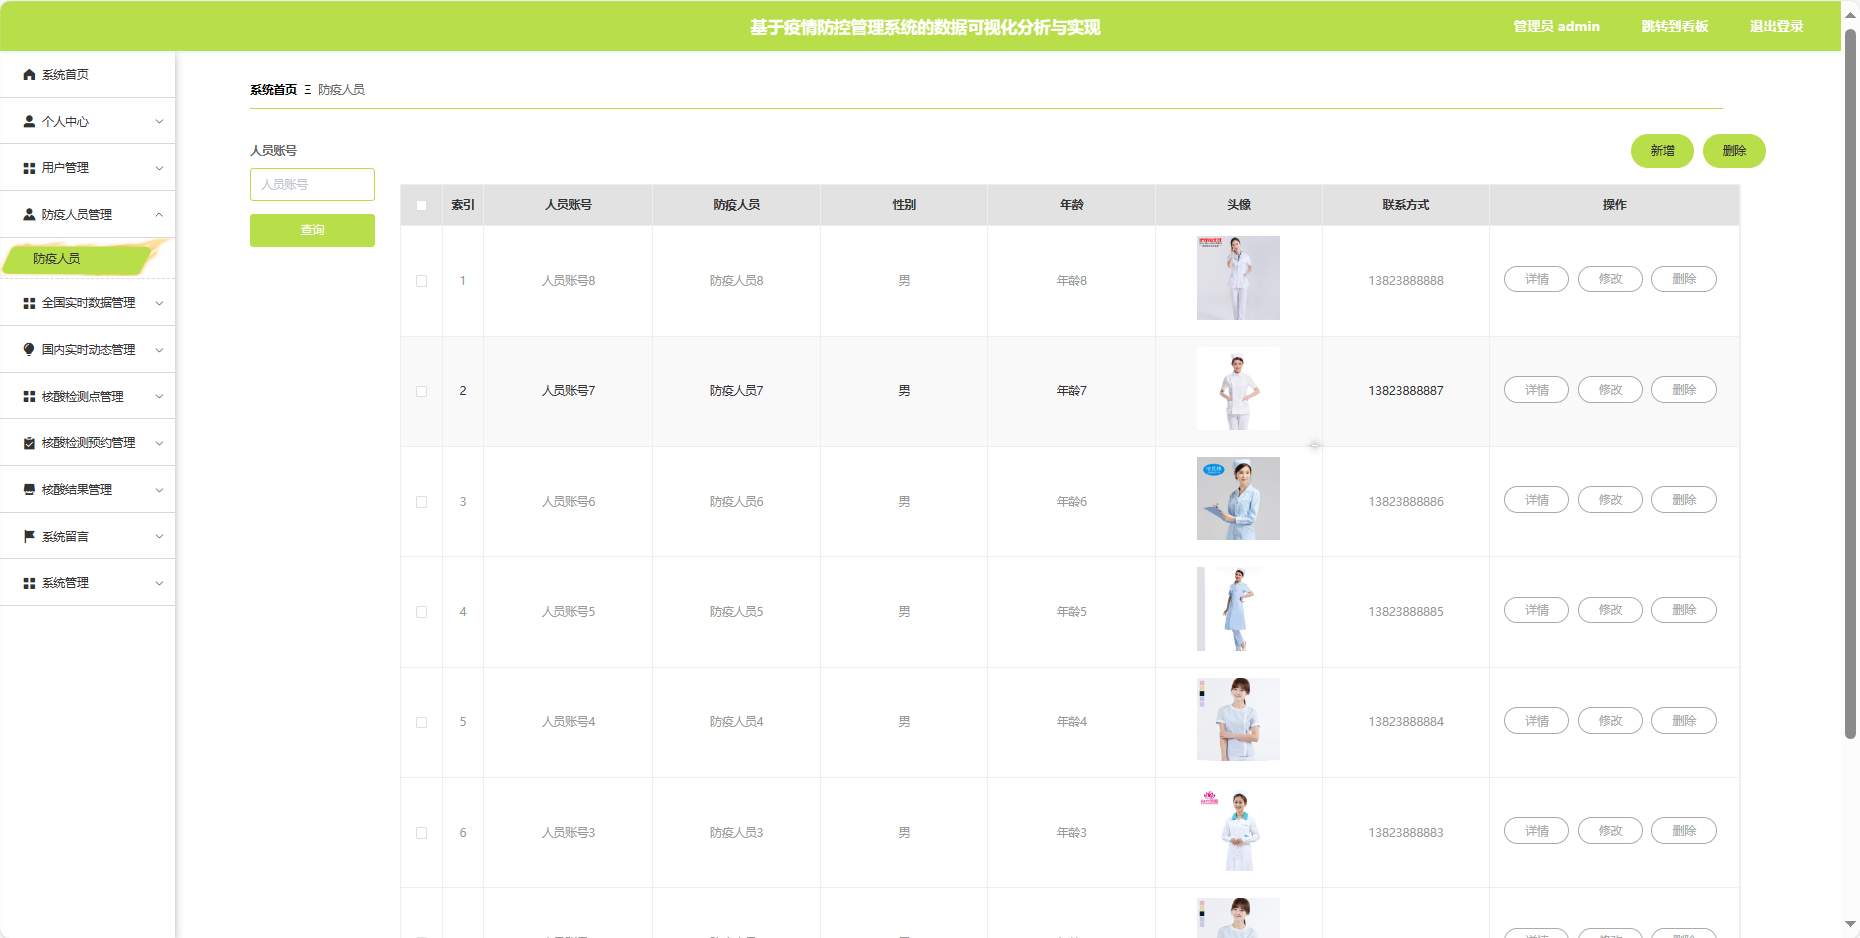 基于疫情防控管理系统的数据可视化分析与实现
管理员 admin 跳转到看板 退出登录
系统首页
个人中心
用户管理
防疫人员管理
防疫人员
全国实时数据管理
国内实时动态管理
核酸检测点管理
核酸检测预约管理
核酸结果管理
系统留言
系统管理
系统首页 Ξ 防疫人员
人员账号
人员账号
查询
新增 删除
索引 人员账号 防疫人员 性别 年龄 头像 联系方式 操作
1 人员账号8 防疫人员8 男 年龄8 13823888888 详情 修改 删除
2 人员账号7 防疫人员7 男 年龄7 13823888887 详情 修改 删除
3 人员账号6 防疫人员6 男 年龄6 13823888886 详情 修改 删除
4 人员账号5 防疫人员5 男 年龄5 13823888885 详情 修改 删除
5 人员账号4 防疫人员4 男 年龄4 13823888884 详情 修改 删除
6 人员账号3 防疫人员3 男 年龄3 13823888883 详情 修改 删除